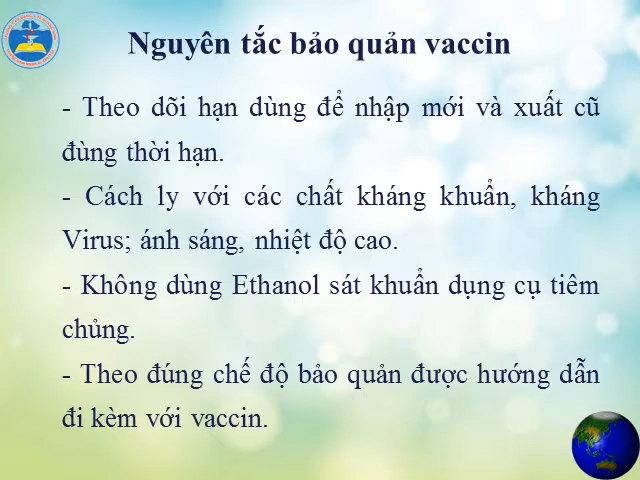 Nguyên tắc bảo quản vaccin
- Theo dõi hạn dùng để nhập mới và xuất cũ
đùng thời hạn.
- Cách ly với các chất kháng khuẩn, kháng
Virus; ánh sáng, nhiệt độ cao.
- Không dùng Ethanol sát khuẩn dụng cụ tiêm
chủng.
- Theo đúng chế độ bảo quản được hướng dẫn
đi kèm với vaccin.